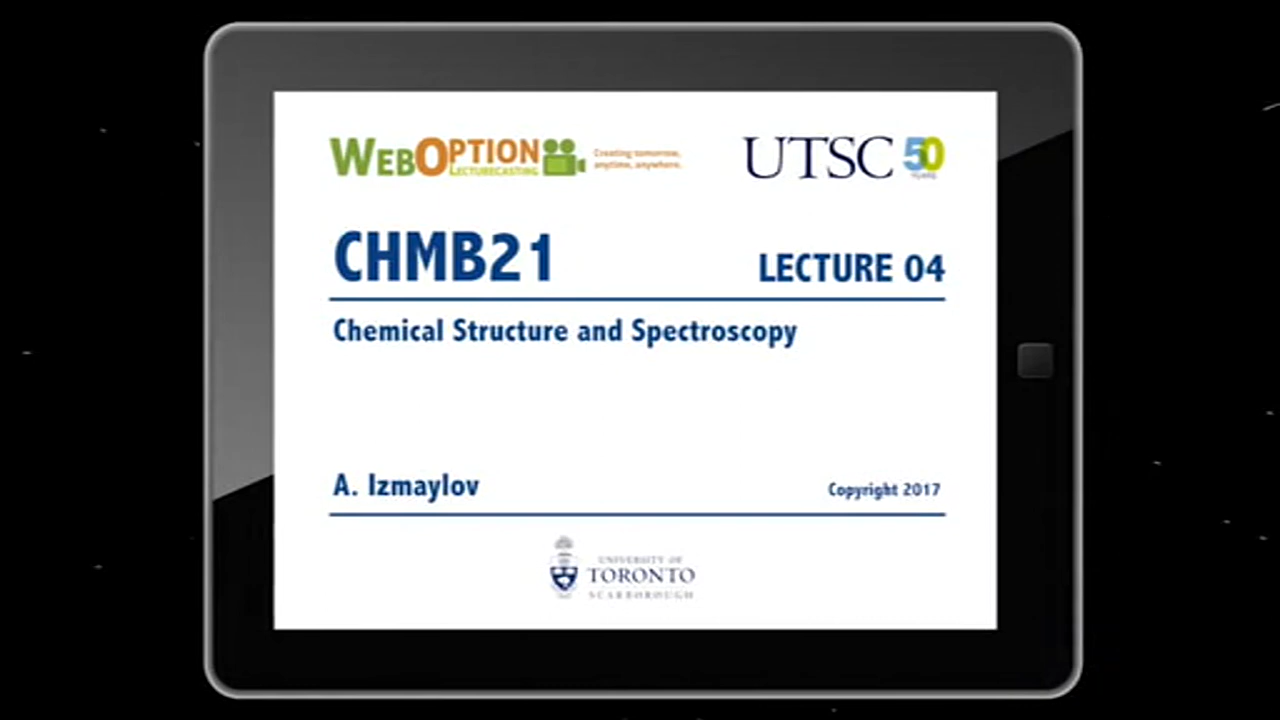 WEBOPTION
LECTURECASTING
Creating tomorrow,
anytime, anywhere.
UTSC 50
YEARS
CHMB21
LECTURE 04
Chemical Structure and Spectroscopy
A. Izmaylov
Copyright 2017
UNIVERSITY OF
TORONTO
SCARBOROUGH